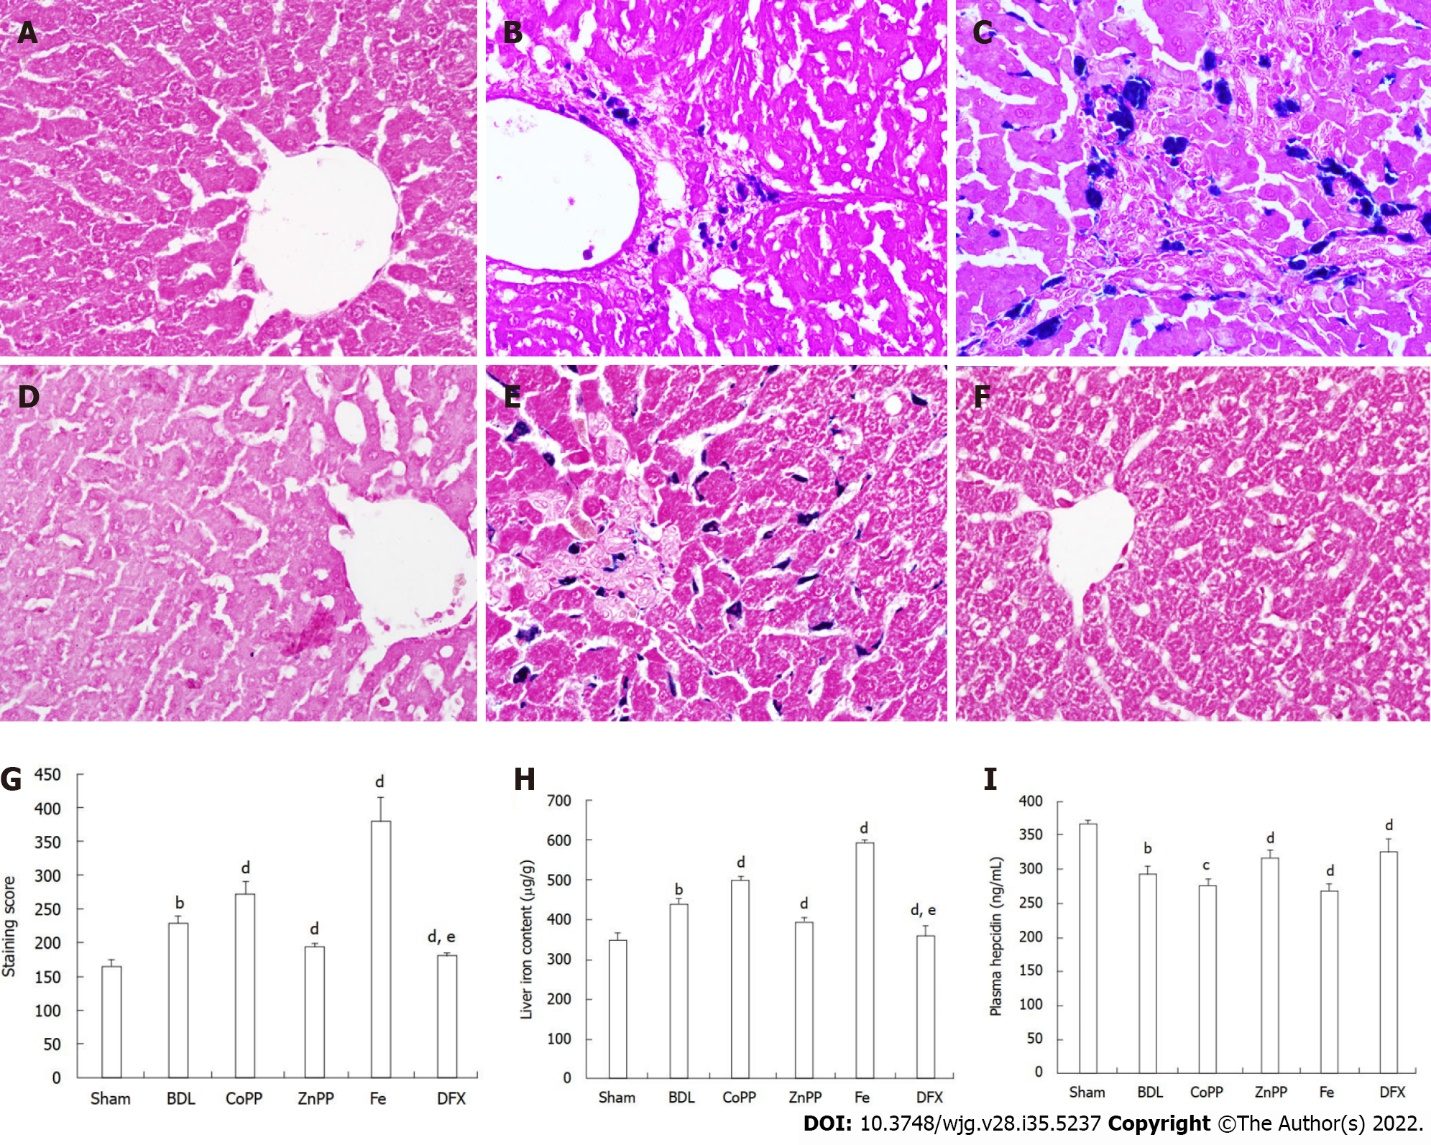 A B C
D E F
G H I
Staining score
450
400
350
300
250
200
150
100
50
0
b
d
d
d
d, e
Sham BDL CoPP ZnPP Fe DFX
Liver iron content (µg/g)
700
600
500
400
300
200
100
0
b
d
d
d
d, e
Sham BDL CoPP ZnPP Fe DFX
Plasma hepcidin (ng/mL)
400
350
300
250
200
150
100
50
0
b
c
d
d
d
Sham BDL CoPP ZnPP Fe DFX
DOI: 10.3748/wjg.v28.i35.5237 Copyright ©The Author(s) 2022.